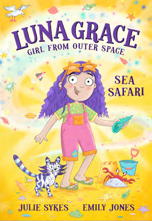 LUNA GRACE
GIRL FROM OUTER SPACE
SEA
SAFARI
JULIE SYKES
EMILY JONES